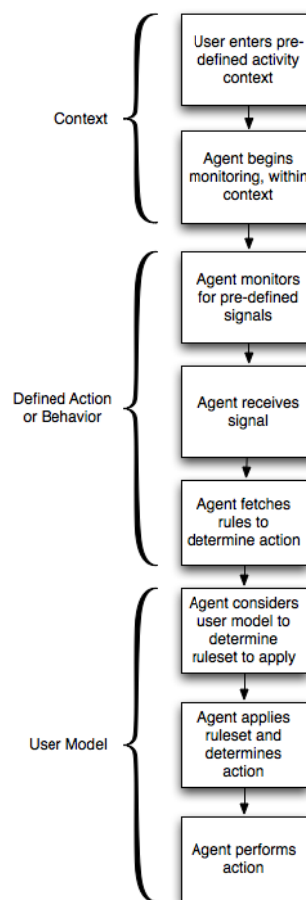 User enters pre-
defined activity
context
Context
Agent begins
monitoring, within
context
Agent monitors
for pre-defined
signals
Defined Action
or Behavior
Agent receives
signal
Agent fetches
rules to
determine action
Agent considers
user model to
determine
ruleset to apply
User Model
Agent applies
ruleset and
determines
action
Agent performs
action